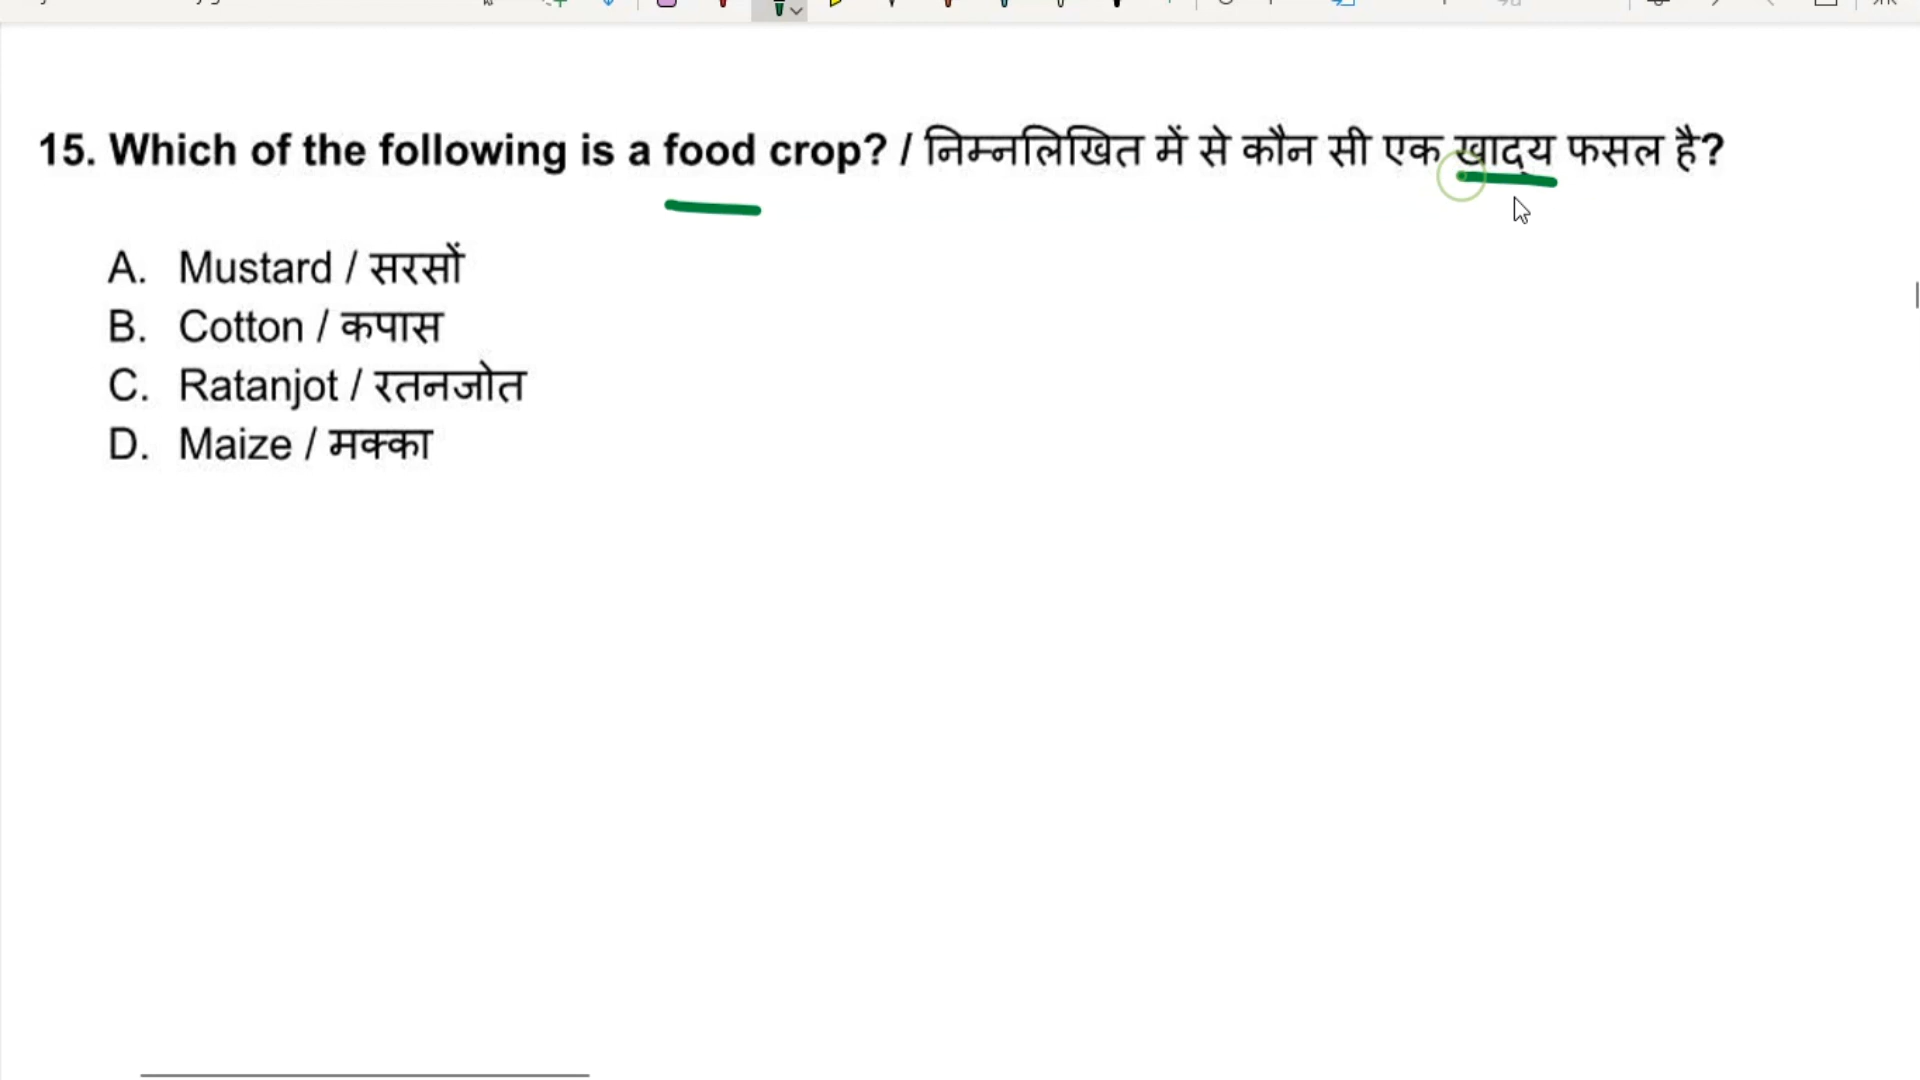 15. Which of the following is a food crop? / निम्नलिखित में से कौन सी एक खाद्य फसल है?
A. Mustard / सरसों
B. Cotton / कपास
C. Ratanjot / रतनजोत
D. Maize / मक्का